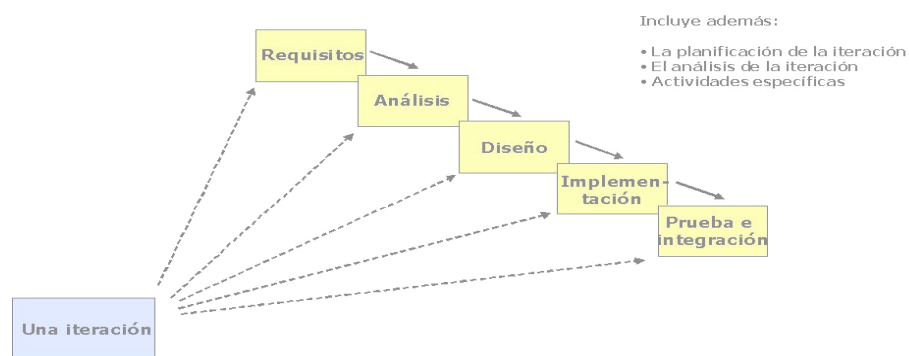 Incluye además:
• La planificación de la iteración
• El análisis de la iteración
• Actividades específicas
Requisitos
Análisis
Diseño
Implemen-
tación
Prueba e
integración
Una iteración